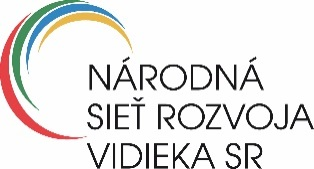 NÁRODNÁ
SIEŤ ROZVOJA
VIDIEKA SR